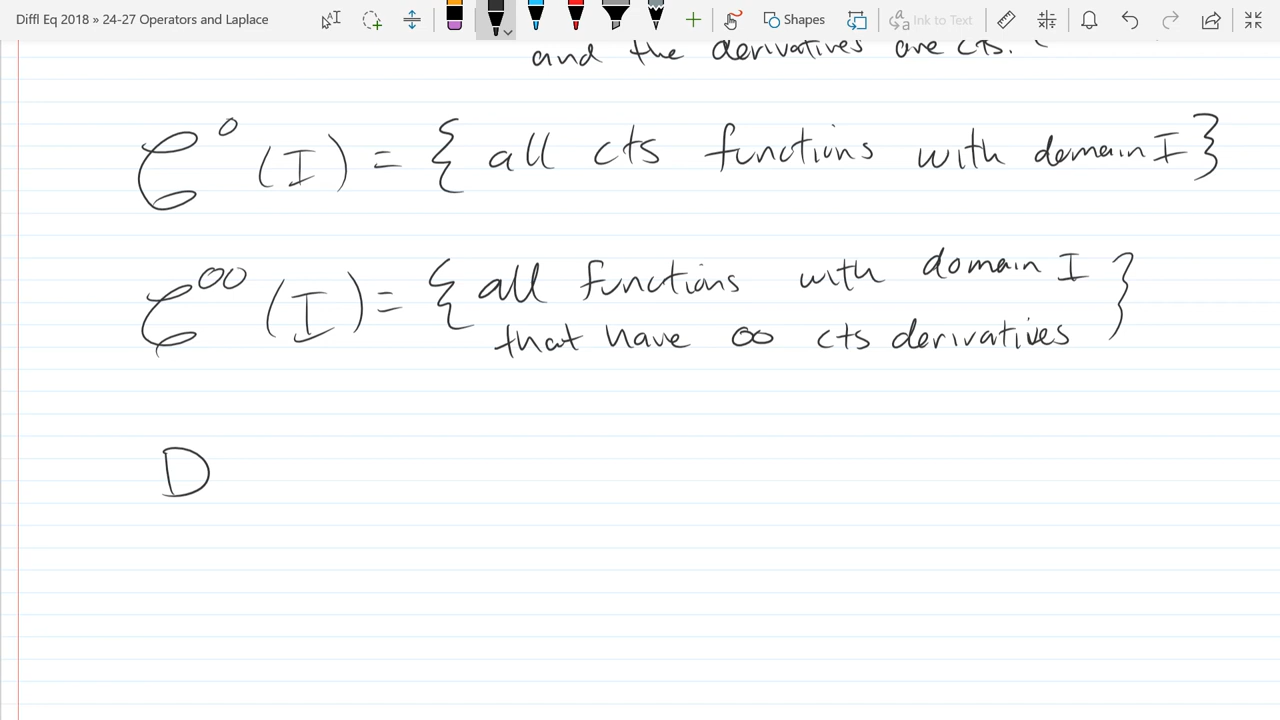 Diffl Eq 2018 » 24-27 Operators and Laplace
Shapes
Ink to Text
and the derivatives are cts.
C⁰ (I) = { all cts functions with domain I }
C^∞ (I) = { all functions with domain I
that have ∞ cts derivatives }
D